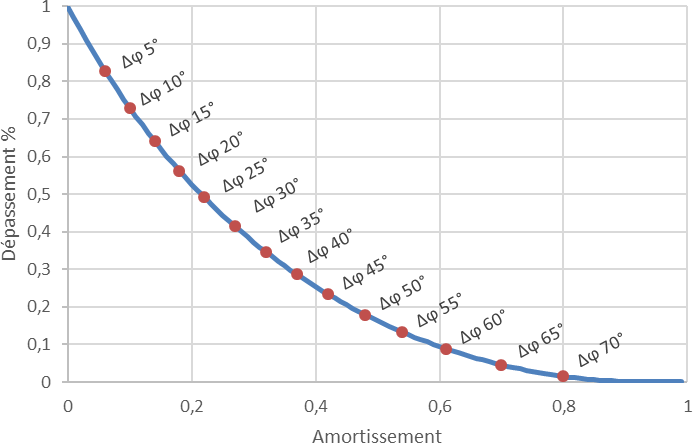 1
0,9
0,8
0,7
0,6
0,5
0,4
0,3
0,2
0,1
0
Dépassement %
Δφ 5°
Δφ 10°
Δφ 15°
Δφ 20°
Δφ 25°
Δφ 30°
Δφ 35°
Δφ 40°
Δφ 45°
Δφ 50°
Δφ 55°
Δφ 60°
Δφ 65°
Δφ 70°
0 0,2 0,4 0,6 0,8 1
Amortissement